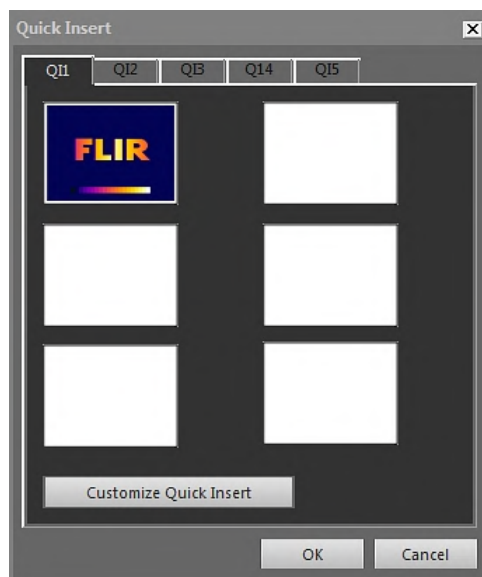 Quick Insert
QI1 QI2 QI3 Q14 QI5
FLIR
Customize Quick Insert
OK Cancel